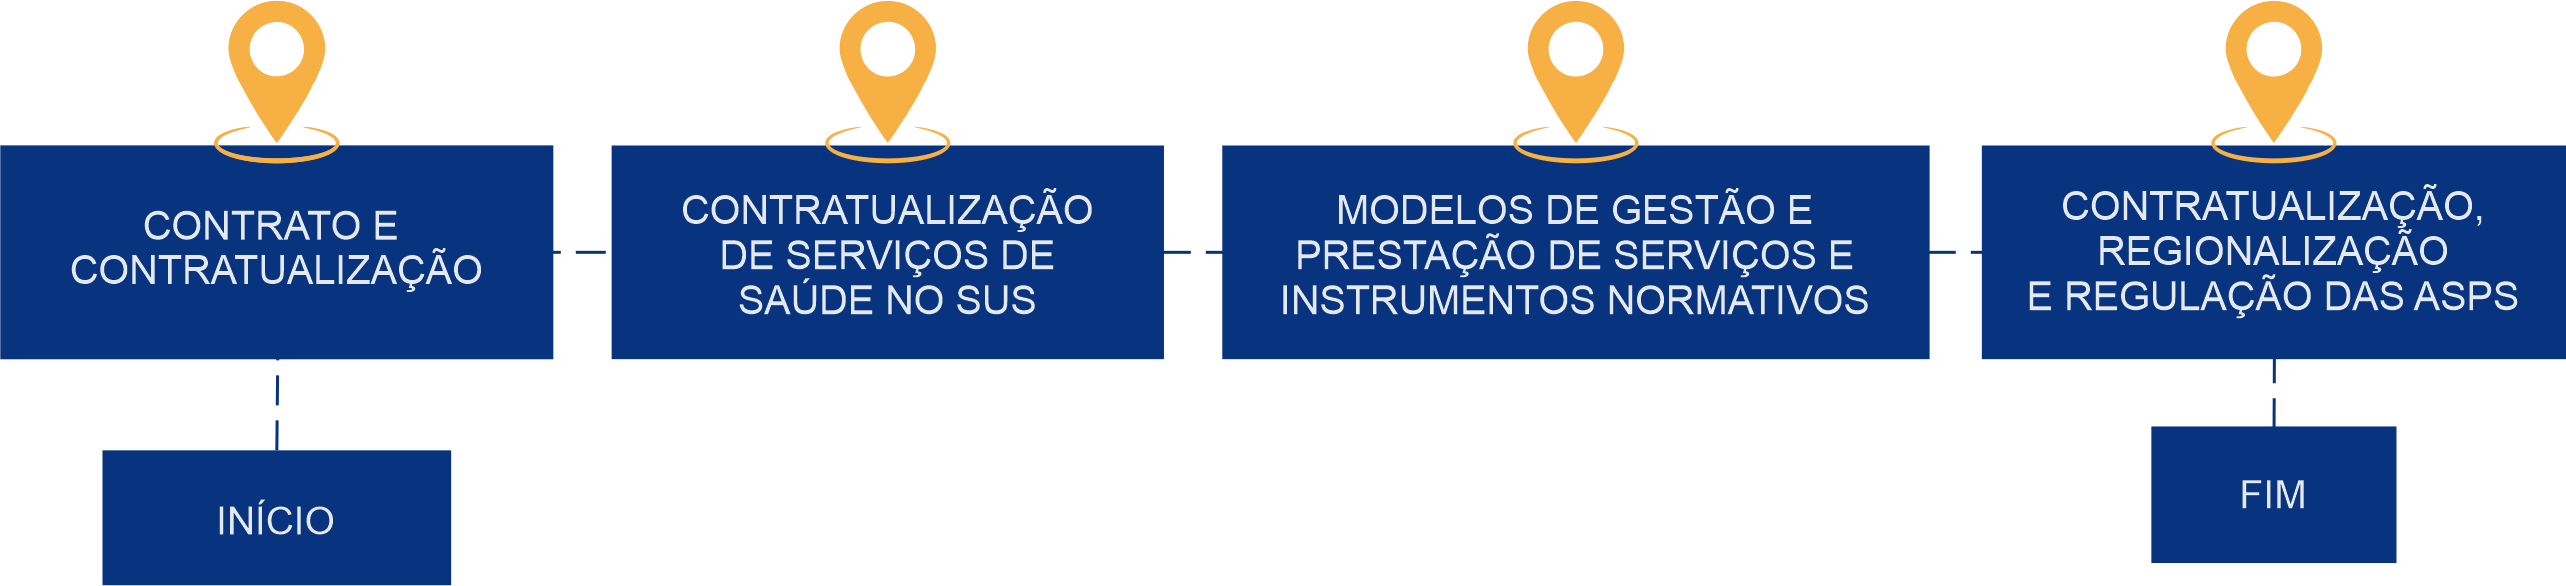 CONTRATO E
CONTRATUALIZAÇÃO
CONTRATUALIZAÇÃO
DE SERVIÇOS DE
SAÚDE NO SUS
MODELOS DE GESTÃO E
PRESTAÇÃO DE SERVIÇOS E
INSTRUMENTOS NORMATIVOS
CONTRATUALIZAÇÃO,
REGIONALIZAÇÃO
E REGULAÇÃO DAS ASPS
INÍCIO
FIM